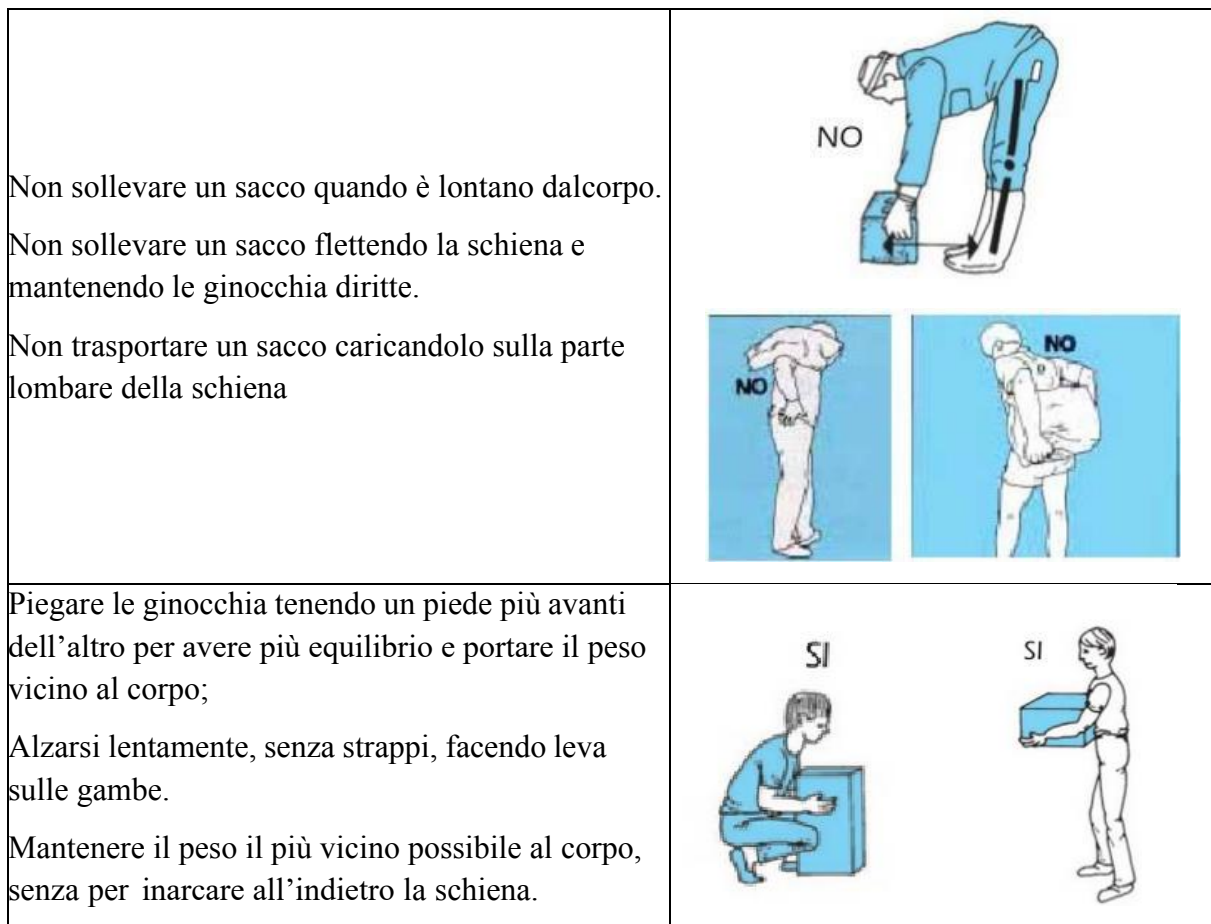 Non sollevare un sacco quando è lontano dalcorpo.
Non sollevare un sacco flettendo la schiena e
mantenendo le ginocchia diritte.
Non trasportare un sacco caricandolo sulla parte
lombare della schiena
NO
NO
NO
Piegare le ginocchia tenendo un piede più avanti
dell’altro per avere più equilibrio e portare il peso
vicino al corpo;
Alzarsi lentamente, senza strappi, facendo leva
sulle gambe.
Mantenere il peso il più vicino possibile al corpo,
senza per inarcare all’indietro la schiena.
SI
SI